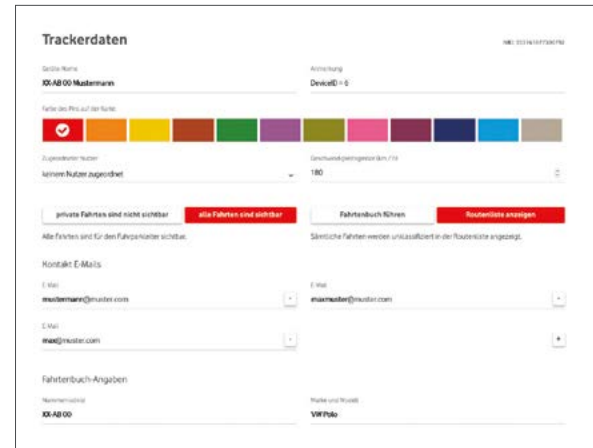 Trackerdaten
Geräte Name
XX-AB 00 Mustermann
Anmerkung
DeviceID = 6
Farbe des Pins auf der Karte
Zugeordneter Nutzer
keinem Nutzer zugeordnet
180
private Fahrten sind nicht sichtbar
alle Fahrten sind sichtbar
Fahrtenbuch führen
Routenliste anzeigen
Alle Fahrten sind für den Fuhrparkleiter sichtbar.
Sämtliche Fahrten werden unklassifiziert in der Routenliste angezeigt.
Kontakt E-Mails
E-Mail
mustermann@muster.com
-
E-Mail
maxmuster@muster.com
-
E-Mail
max@muster.com
-
+
Fahrtenbuch-Angaben
XX-AB 00
Marke und Modell
VW Polo